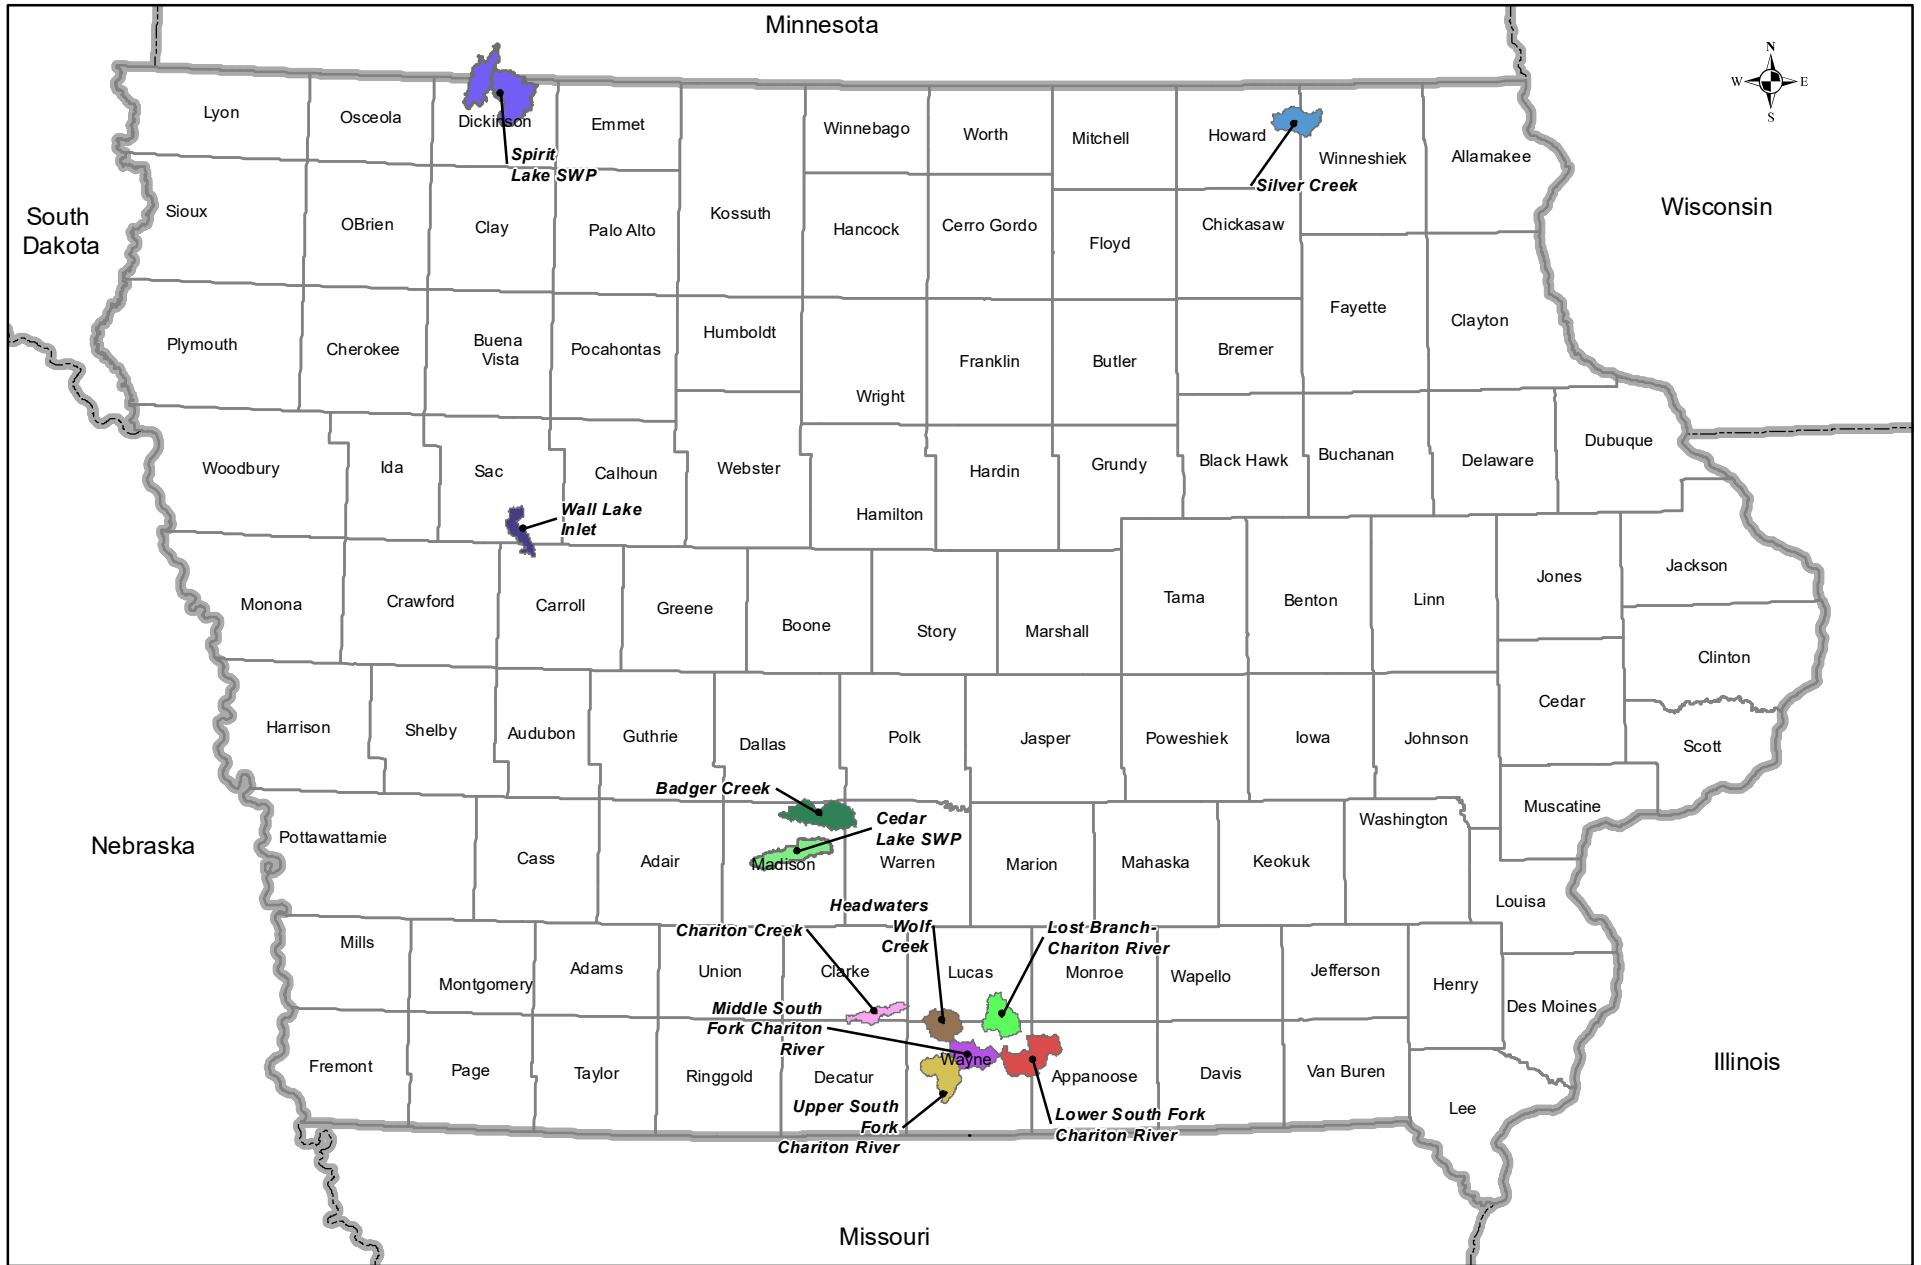 Minnesota
N
W
E
S
South
Dakota
Wisconsin
Nebraska
Illinois
Missouri
Lyon
Osceola
Dickinson
Emmet
Winnebago
Worth
Mitchell
Howard
Winneshiek
Allamakee
Spirit
Lake SWP
Silver Creek
Sioux
OBrien
Clay
Palo Alto
Kossuth
Hancock
Cerro Gordo
Floyd
Chickasaw
Plymouth
Cherokee
Buena
Vista
Pocahontas
Humboldt
Wright
Franklin
Butler
Bremer
Fayette
Clayton
Woodbury
Ida
Sac
Calhoun
Webster
Hamilton
Hardin
Grundy
Black Hawk
Buchanan
Delaware
Dubuque
Wall Lake
Inlet
Monona
Crawford
Carroll
Greene
Boone
Story
Marshall
Tama
Benton
Linn
Jones
Jackson
Clinton
Harrison
Shelby
Audubon
Guthrie
Dallas
Polk
Jasper
Poweshiek
Iowa
Johnson
Cedar
Scott
Badger Creek
Cedar
Lake SWP
Pottawattamie
Cass
Adair
Madison
Warren
Marion
Mahaska
Keokuk
Washington
Muscatine
Louisa
Headwaters
Wolf
Creek
Chariton Creek
Lost Branch-
Chariton River
Mills
Montgomery
Adams
Union
Clarke
Lucas
Monroe
Wapello
Jefferson
Henry
Des Moines
Middle South
Fork Chariton
River
Fremont
Page
Taylor
Ringgold
Decatur
Wayne
Appanoose
Davis
Van Buren
Lee
Upper South
Fork
Chariton River
Lower South Fork
Chariton River